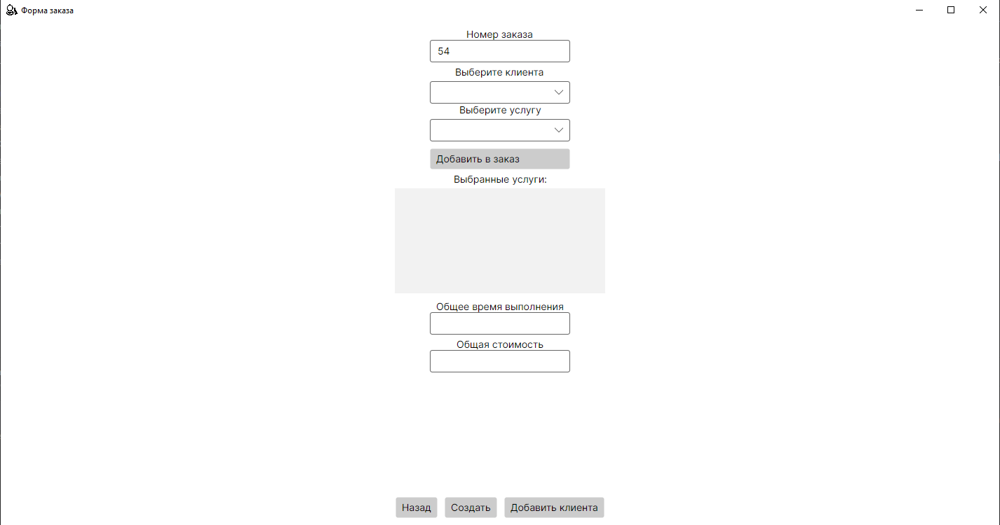 Форма заказа
Номер заказа
54
Выберите клиента
Выберите услугу
Добавить в заказ
Выбранные услуги:
Общее время выполнения
Общая стоимость
Назад Создать Добавить клиента